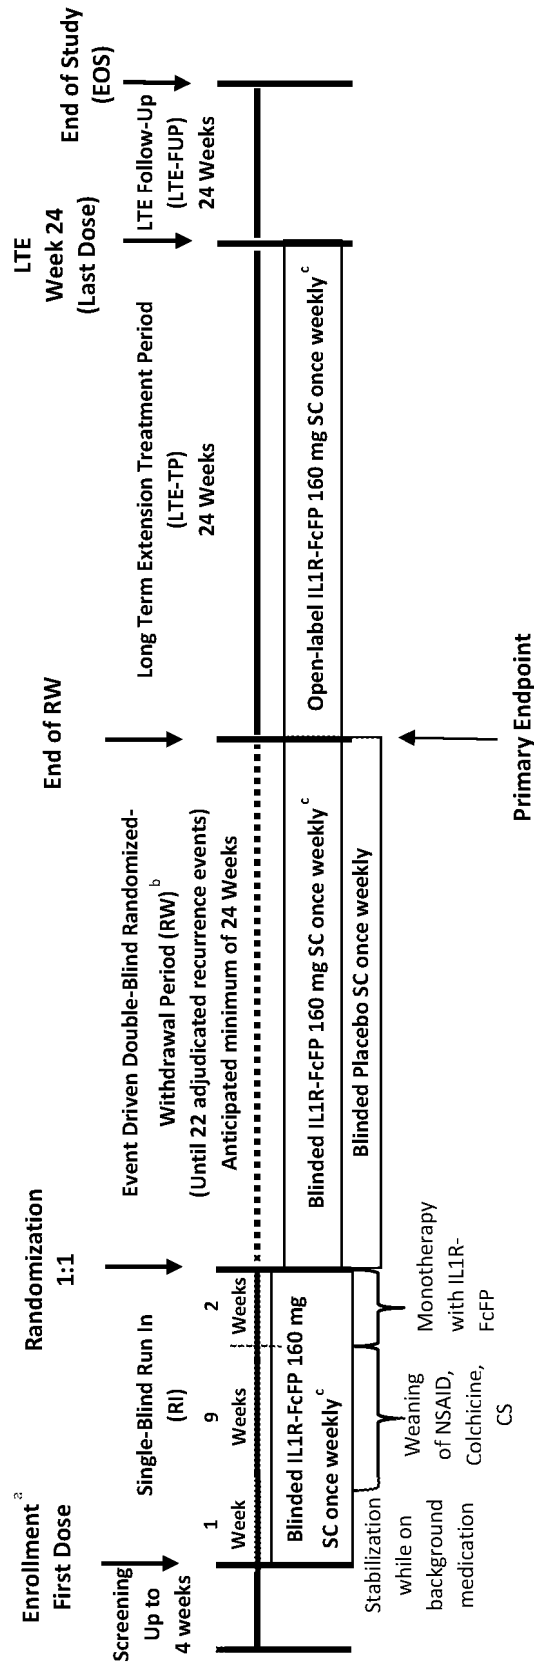 Enrollment a
First Dose
Randomization
1:1
End of RW
LTE
Week 24
(Last Dose)
End of Study
(EOS)
Screening
Up to
4 weeks
Single-Blind Run In
(RI)
1
Week
9
Weeks
2
Weeks
Event Driven Double-Blind Randomized-
Withdrawal Period (RW) b
(Until 22 adjudicated recurrence events)
Anticipated minimum of 24 Weeks
Long Term Extension Treatment Period
(LTE-TP)
24 Weeks
LTE Follow-Up
(LTE-FUP)
24 Weeks
Blinded IL1R-FcFP 160 mg
SC once weekly c
Blinded IL1R-FcFP 160 mg SC once weekly c
Blinded Placebo SC once weekly
Open-label IL1R-FcFP 160 mg SC once weekly c
Stabilization
while on
background
medication
Weaning
of NSAID,
Colchicine,
CS
Monotherapy
with IL1R-
FcFP
Primary Endpoint